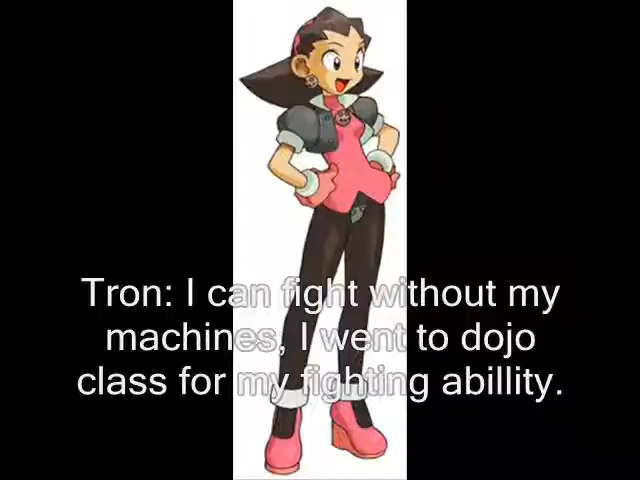 Tron: I can fight without my
machines, I went to dojo
class for my fighting abillity.